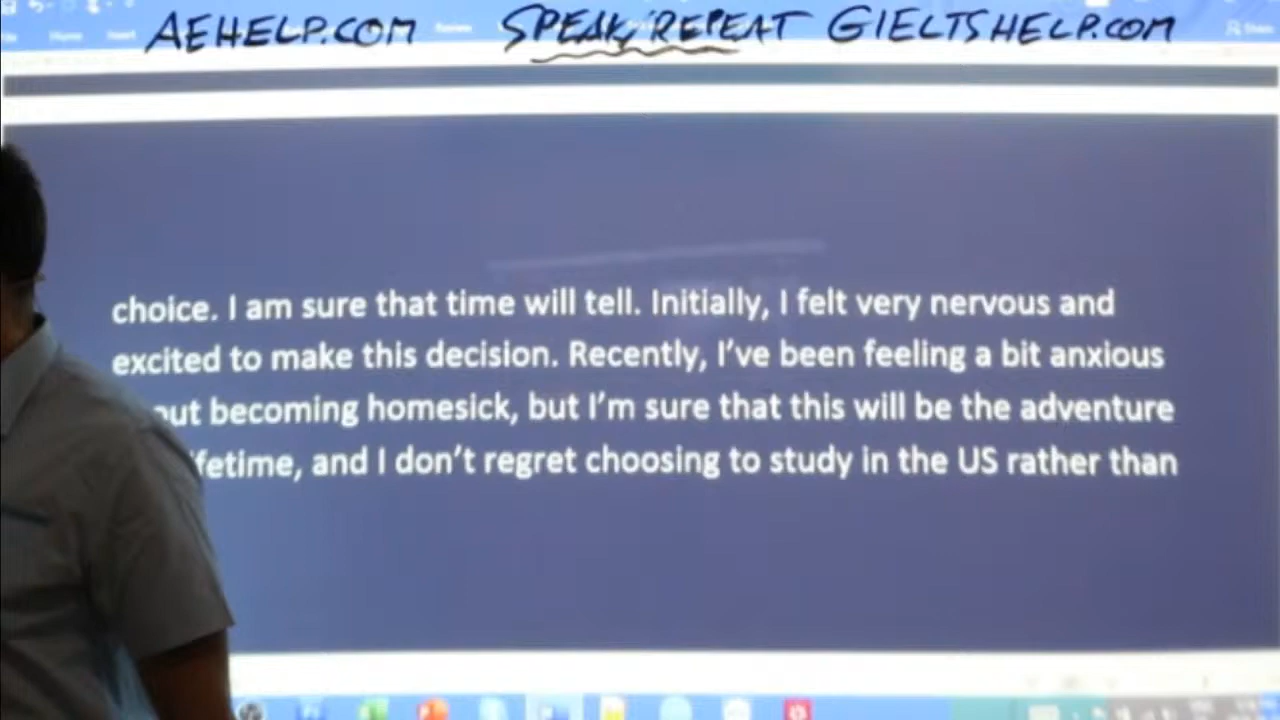 AEHELP.COM SPEAK/REPEAT GIELTSHELP.COM
choice. I am sure that time will tell. Initially, I felt very nervous and
excited to make this decision. Recently, I've been feeling a bit anxious
out becoming homesick, but I'm sure that this will be the adventure
fetime, and I don't regret choosing to study in the US rather than